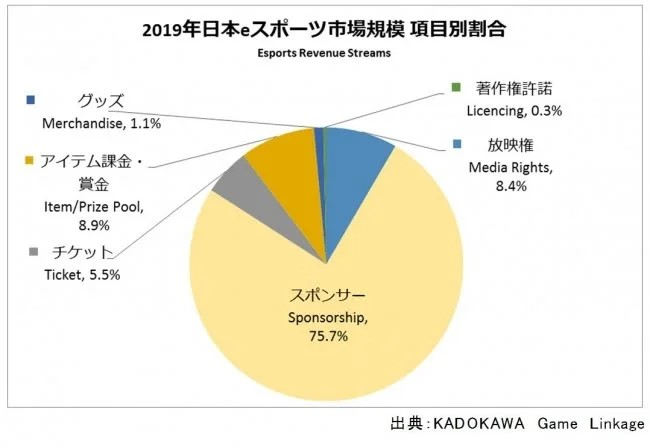 2019年日本eスポーツ市場規模 項目別割合
Esports Revenue Streams
グッズ
Merchandise, 1.1%
アイテム課金・
賞金
Item/Prize Pool,
8.9%
チケット
Ticket, 5.5%
著作権許諾
Licencing, 0.3%
放映権
Media Rights,
8.4%
スポンサー
Sponsorship,
75.7%
出典:KADOKAWA Game Linkage